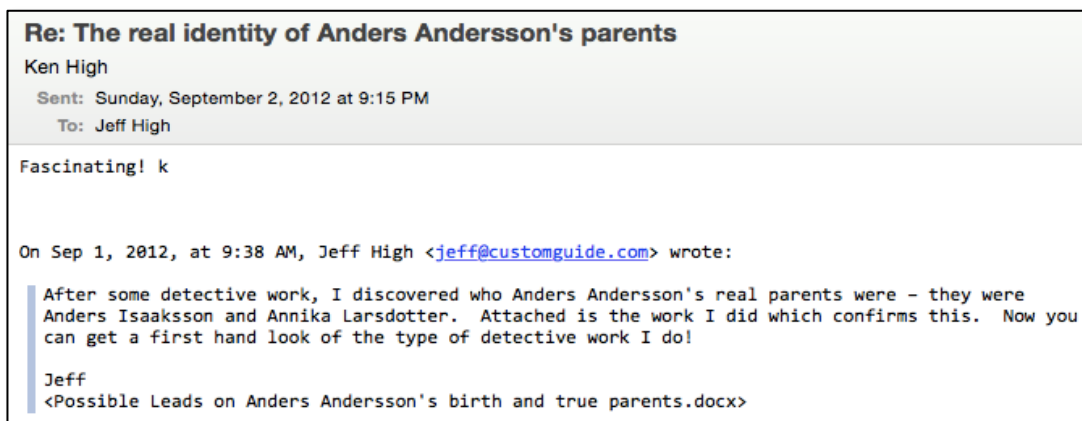 Re: The real identity of Anders Andersson's parents
Ken High
Sent: Sunday, September 2, 2012 at 9:15 PM
To: Jeff High
Fascinating! k
On Sep 1, 2012, at 9:38 AM, Jeff High <jeff@customguide.com> wrote:
After some detective work, I discovered who Anders Andersson's real parents were – they were
Anders Isaaksson and Annika Larsdotter.  Attached is the work I did which confirms this.  Now you
can get a first hand look of the type of detective work I do!
Jeff
<Possible Leads on Anders Andersson's birth and true parents.docx>